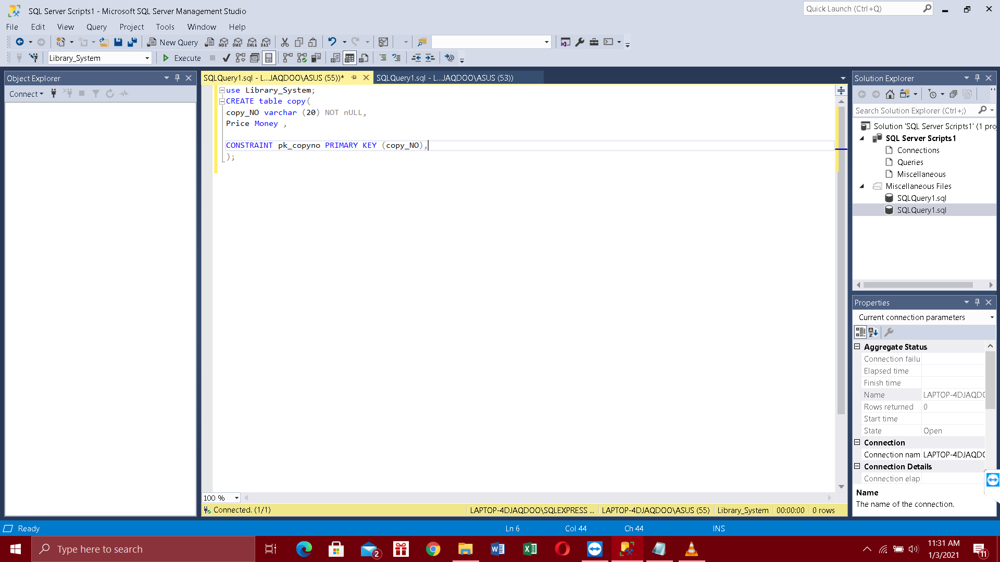 SQL Server Scripts1 - Microsoft SQL Server Management Studio
Quick Launch (Ctrl+Q)
File Edit View Query Project Tools Window Help
New Query MDX DMX XMLA DAX
Library_System Execute
Object Explorer
Connect
SQLQuery1.sql - L...JAQDOO\ASUS (55))*
SQLQuery1.sql - L...JAQDOO\ASUS (53))
use Library_System;
CREATE table copy(
copy_NO varchar (20) NOT nULL,
Price Money ,
CONSTRAINT pk_copyno PRIMARY KEY (copy_NO),
);
100 %
Connected. (1/1)
LAPTOP-4DJAQDOO\SQLEXPRESS ...
LAPTOP-4DJAQDOO\ASUS (55)
Library_System
00:00:00
0 rows
Solution Explorer
Search Solution Explorer (Ctrl+;)
Solution 'SQL Server Scripts1' (1 pro
SQL Server Scripts1
Connections
Queries
Miscellaneous
Miscellaneous Files
SQLQuery1.sql
SQLQuery1.sql
Properties
Current connection parameters
Aggregate Status
Connection failu
Elapsed time
Finish time
Name LAPTOP-4DJAQDO
Rows returned 0
Start time
State Open
Connection
Connection nam LAPTOP-4DJAQDO
Connection Details
Connection elap
Name
The name of the connection.
Ready
Ln 6
Col 44
Ch 44
INS
Type here to search
2
11:31 AM
1/3/2021
11